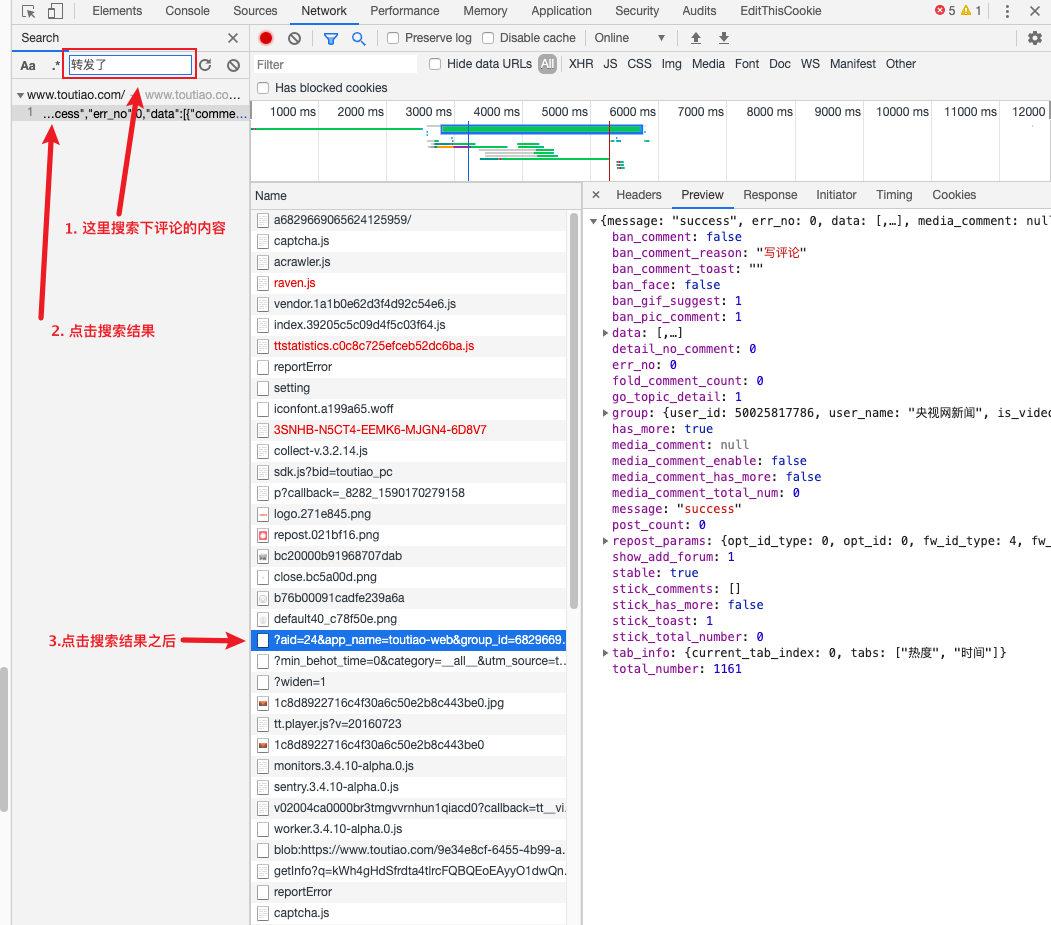 Elements Console Sources Network Performance Memory Application Security Audits EditThisCookie 5 1
Search
Preserve log Disable cache Online
Aa .* 转发了
Filter Hide data URLs All XHR JS CSS Img Media Font Doc WS Manifest Other
Has blocked cookies
www.toutiao.com/ — www.toutiao.co…
1 …cess","err_no":0,"data":[{"comme…
1000 ms 2000 ms 3000 ms 4000 ms 5000 ms 6000 ms 7000 ms 8000 ms 9000 ms 10000 ms 11000 ms 12000
1. 这里搜索下评论的内容
2. 点击搜索结果
3.点击搜索结果之后
Name
a6829669065624125959/
captcha.js
acrawler.js
raven.js
vendor.1a1b0e62d3f4d92c54e6.js
index.39205c5c09d4f5c03f64.js
ttstatistics.c0c8c725efceb52dc6ba.js
reportError
setting
iconfont.a199a65.woff
3SNHB-N5CT4-EEMK6-MJGN4-6D8V7
collect-v.3.2.14.js
sdk.js?bid=toutiao_pc
p?callback=_8282_1590170279158
logo.271e845.png
repost.021bf16.png
bc20000b91968707dab
close.bc5a00d.png
b76b00091cadfe239a6a
default40_c78f50e.png
?aid=24&app_name=toutiao-web&group_id=6829669…
?min_behot_time=0&category=__all__&utm_source=t…
?widen=1
1c8d8922716c4f30a6c50e2b8c443be0.jpg
tt.player.js?v=20160723
1c8d8922716c4f30a6c50e2b8c443be0
monitors.3.4.10-alpha.0.js
sentry.3.4.10-alpha.0.js
v02004ca0000br3tmgvvrnhun1qiacd0?callback=tt__vi…
worker.3.4.10-alpha.0.js
blob:https://www.toutiao.com/9e34e8cf-6455-4b99-a…
getInfo?q=kWh4gHdSfrdta4tlrcFQBQEoEAyyO1dwQn…
reportError
captcha.js
Headers Preview Response Initiator Timing Cookies
{message: "success", err_no: 0, data: [,…], media_comment: null
ban_comment: false
ban_comment_reason: "写评论"
ban_comment_toast: ""
ban_face: false
ban_gif_suggest: 1
ban_pic_comment: 1
data: [,…]
detail_no_comment: 0
err_no: 0
fold_comment_count: 0
go_topic_detail: 1
group: {user_id: 50025817786, user_name: "央视网新闻", is_video
has_more: true
media_comment: null
media_comment_enable: false
media_comment_has_more: false
media_comment_total_num: 0
message: "success"
post_count: 0
repost_params: {opt_id_type: 0, opt_id: 0, fw_id_type: 4, fw_
show_add_forum: 1
stable: true
stick_comments: []
stick_has_more: false
stick_toast: 1
stick_total_number: 0
tab_info: {current_tab_index: 0, tabs: ["热度", "时间"]}
total_number: 1161